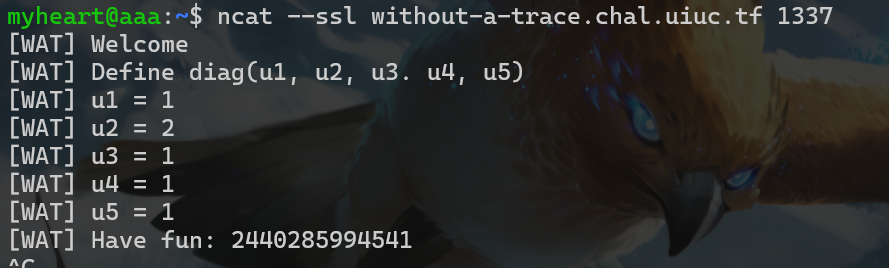 myheart@aaa:~$ ncat --ssl without-a-trace.chal.uiuc.tf 1337
[WAT] Welcome
[WAT] Define diag(u1, u2, u3. u4, u5)
[WAT] u1 = 1
[WAT] u2 = 2
[WAT] u3 = 1
[WAT] u4 = 1
[WAT] u5 = 1
[WAT] Have fun: 2440285994541
^C